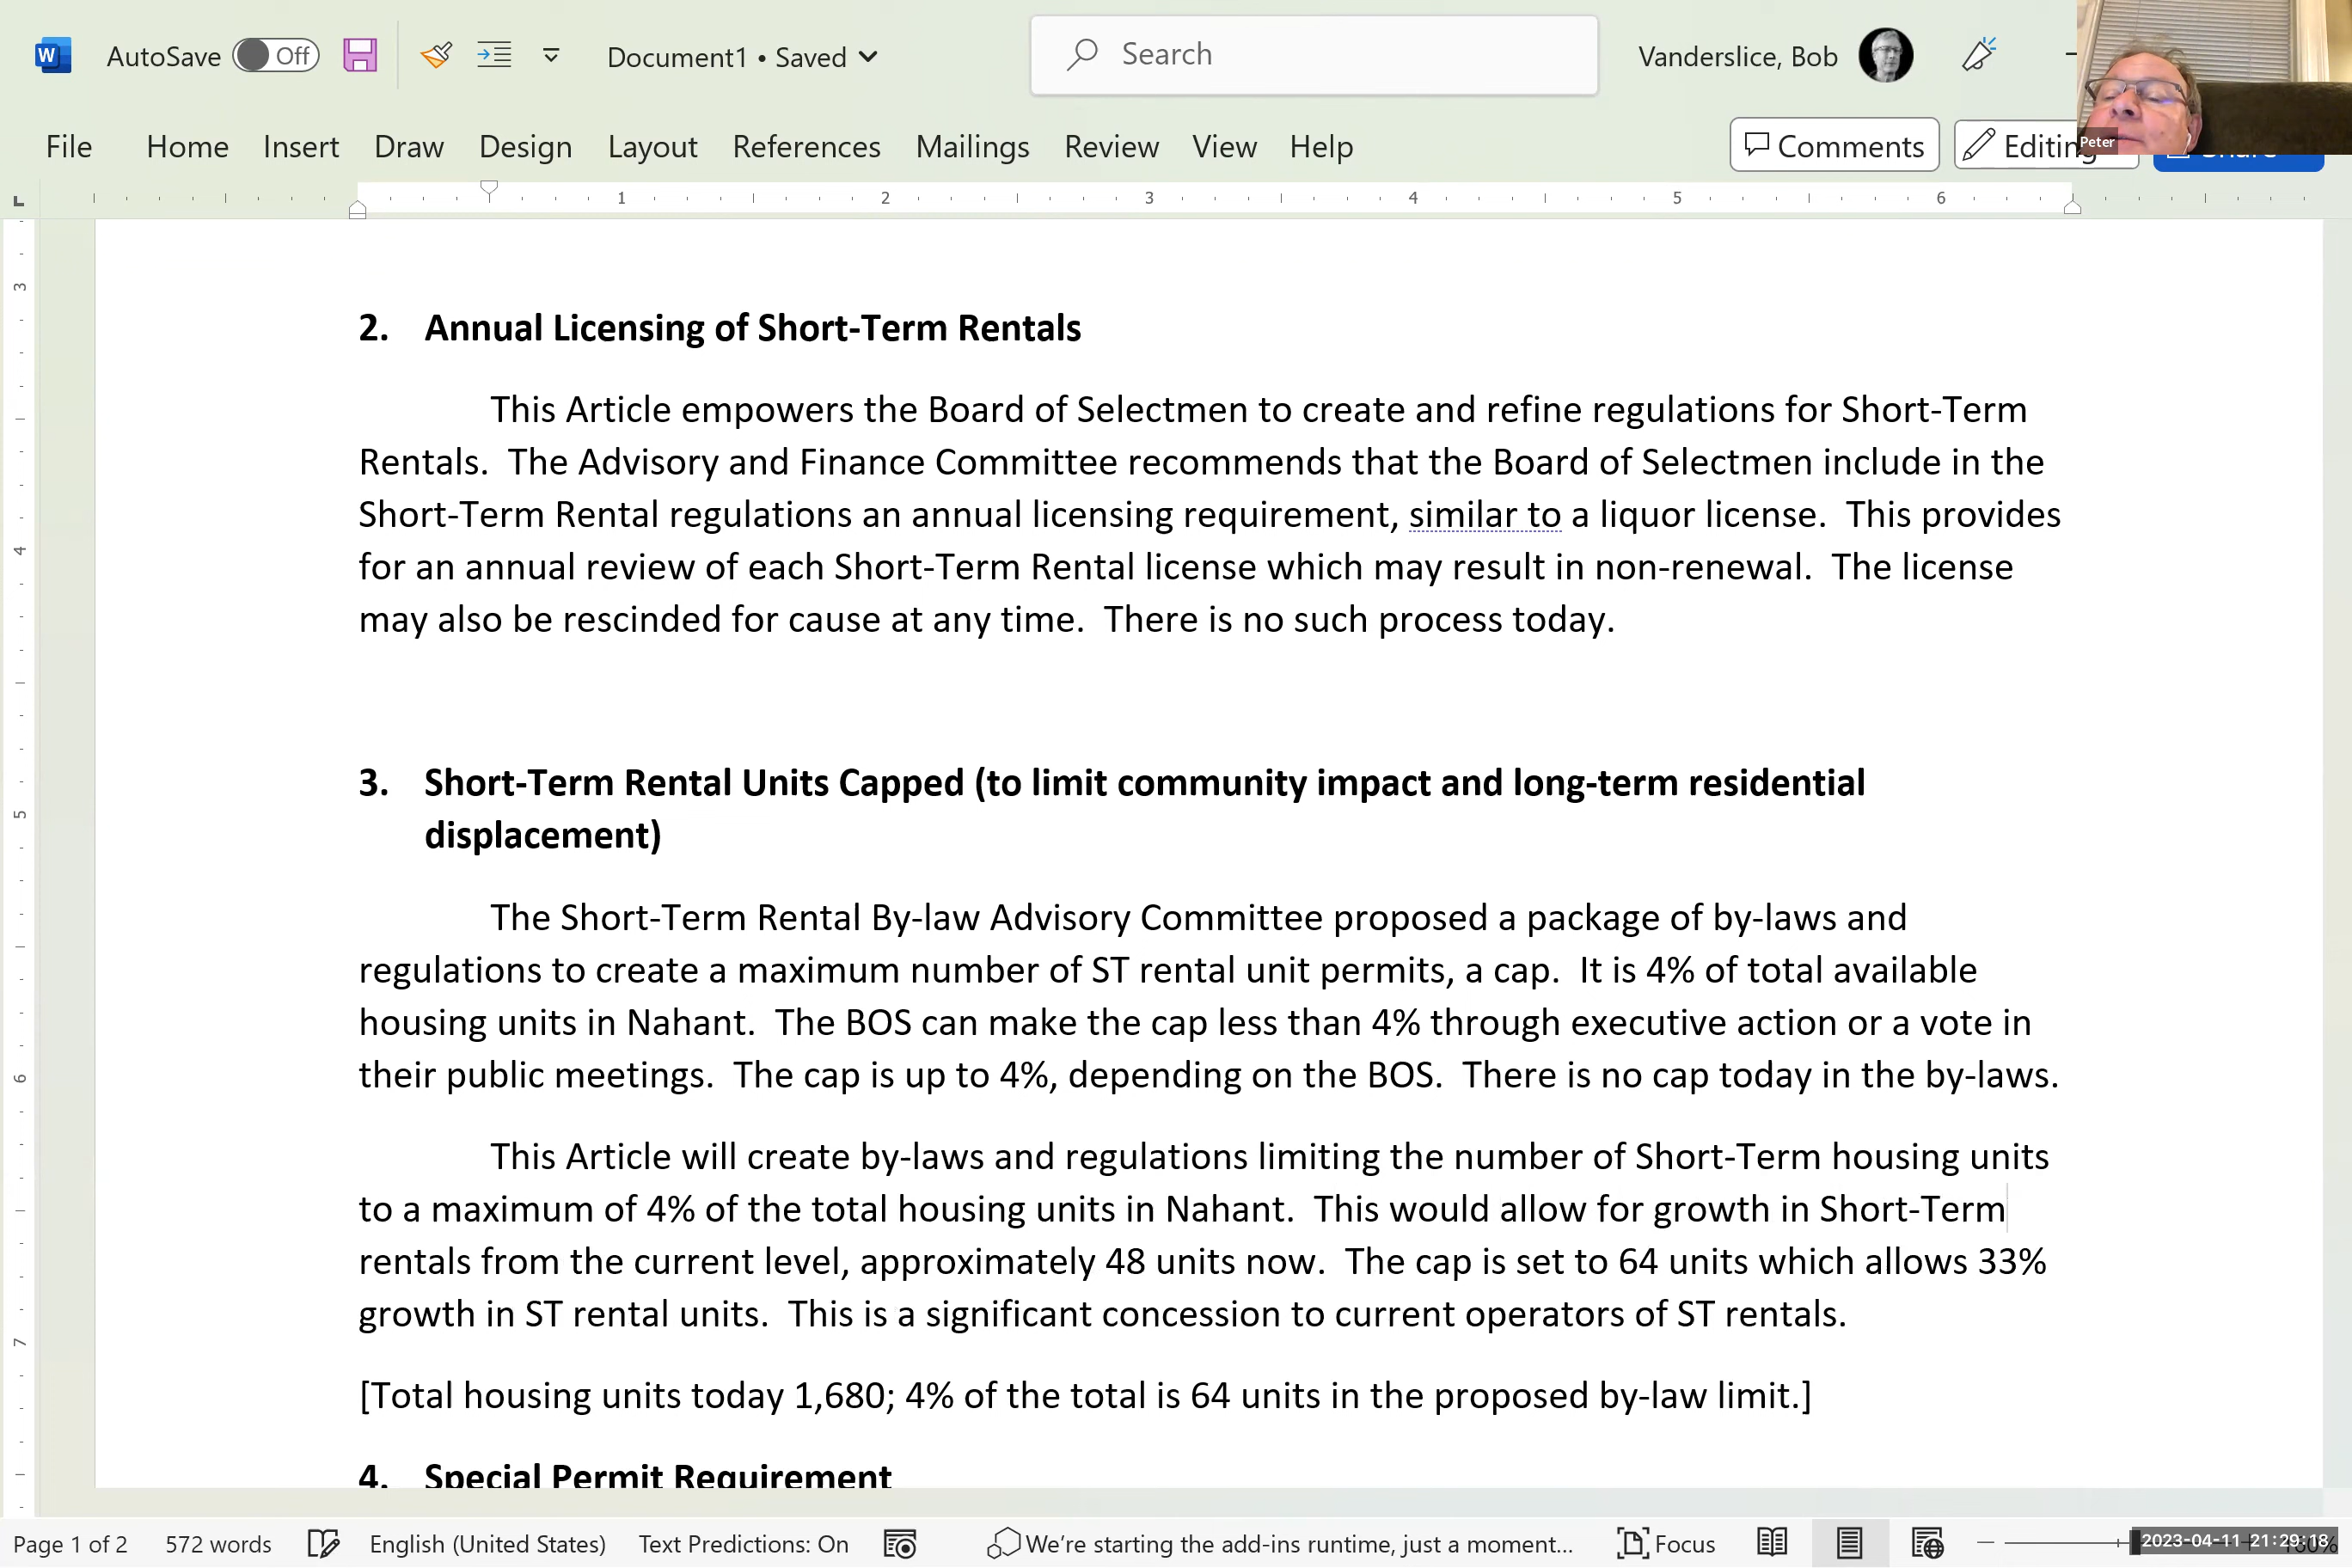 AutoSave Off Document1 • Saved Search Vanderslice, Bob
File Home Insert Draw Design Layout References Mailings Review View Help Comments Editing
Peter
1 2 3 4 5 6
2. Annual Licensing of Short-Term Rentals
This Article empowers the Board of Selectmen to create and refine regulations for Short-Term
Rentals. The Advisory and Finance Committee recommends that the Board of Selectmen include in the
Short-Term Rental regulations an annual licensing requirement, similar to a liquor license. This provides
for an annual review of each Short-Term Rental license which may result in non-renewal. The license
may also be rescinded for cause at any time. There is no such process today.
3. Short-Term Rental Units Capped (to limit community impact and long-term residential
displacement)
The Short-Term Rental By-law Advisory Committee proposed a package of by-laws and
regulations to create a maximum number of ST rental unit permits, a cap. It is 4% of total available
housing units in Nahant. The BOS can make the cap less than 4% through executive action or a vote in
their public meetings. The cap is up to 4%, depending on the BOS. There is no cap today in the by-laws.
This Article will create by-laws and regulations limiting the number of Short-Term housing units
to a maximum of 4% of the total housing units in Nahant. This would allow for growth in Short-Term
rentals from the current level, approximately 48 units now. The cap is set to 64 units which allows 33%
growth in ST rental units. This is a significant concession to current operators of ST rentals.
[Total housing units today 1,680; 4% of the total is 64 units in the proposed by-law limit.]
4. Special Permit Requirement
3
4
5
6
7
Page 1 of 2 572 words English (United States) Text Predictions: On We're starting the add-ins runtime, just a moment... Focus 2023-04-11 21:29:18